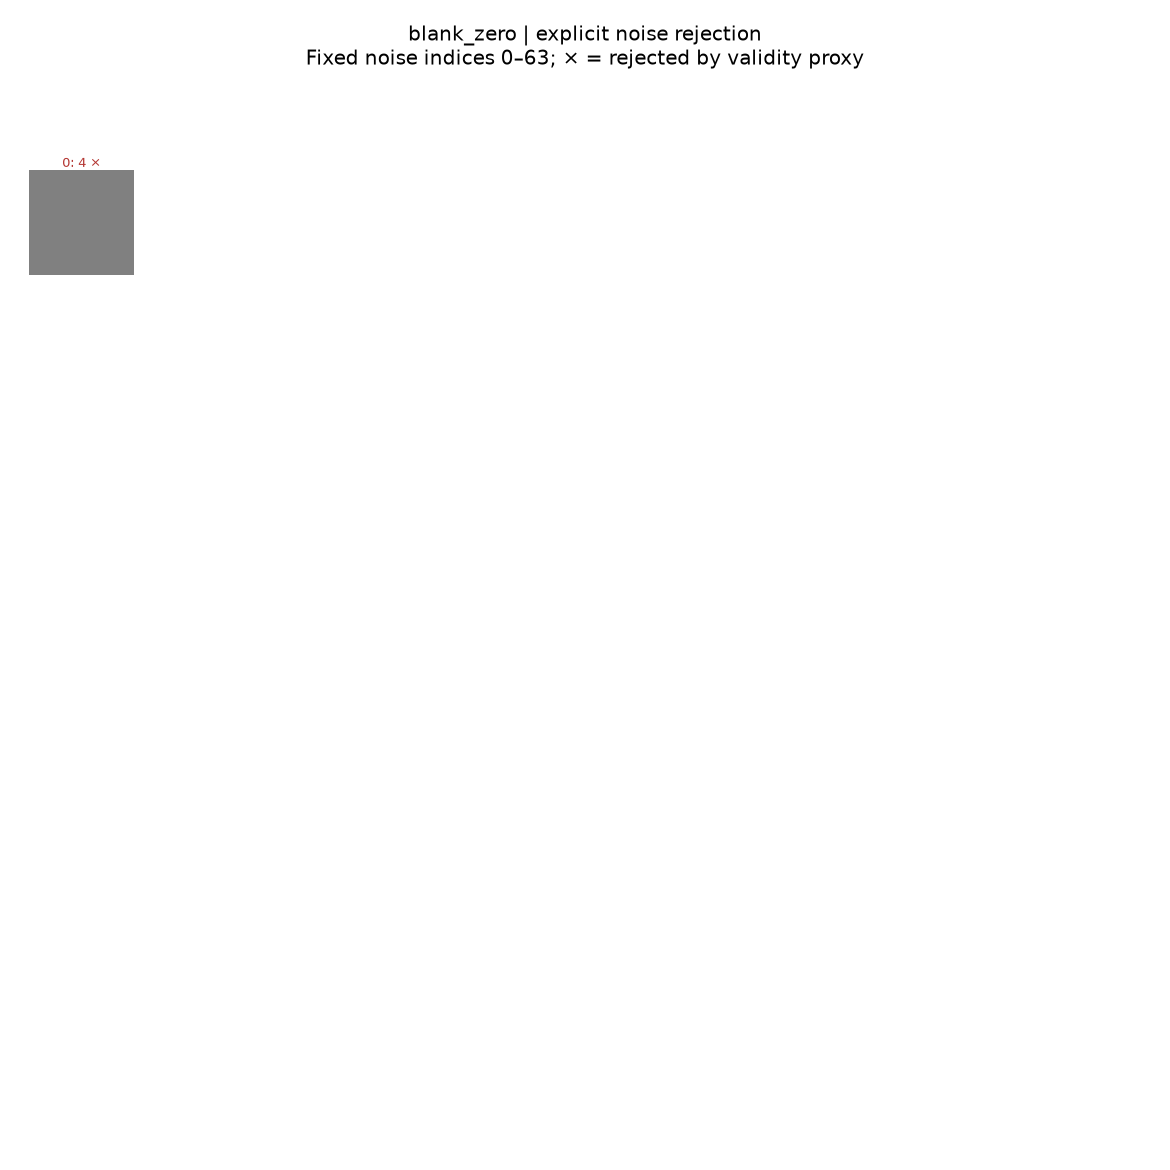 blank_zero | explicit noise rejection
Fixed noise indices 0–63; × = rejected by validity proxy
0: 4 ×